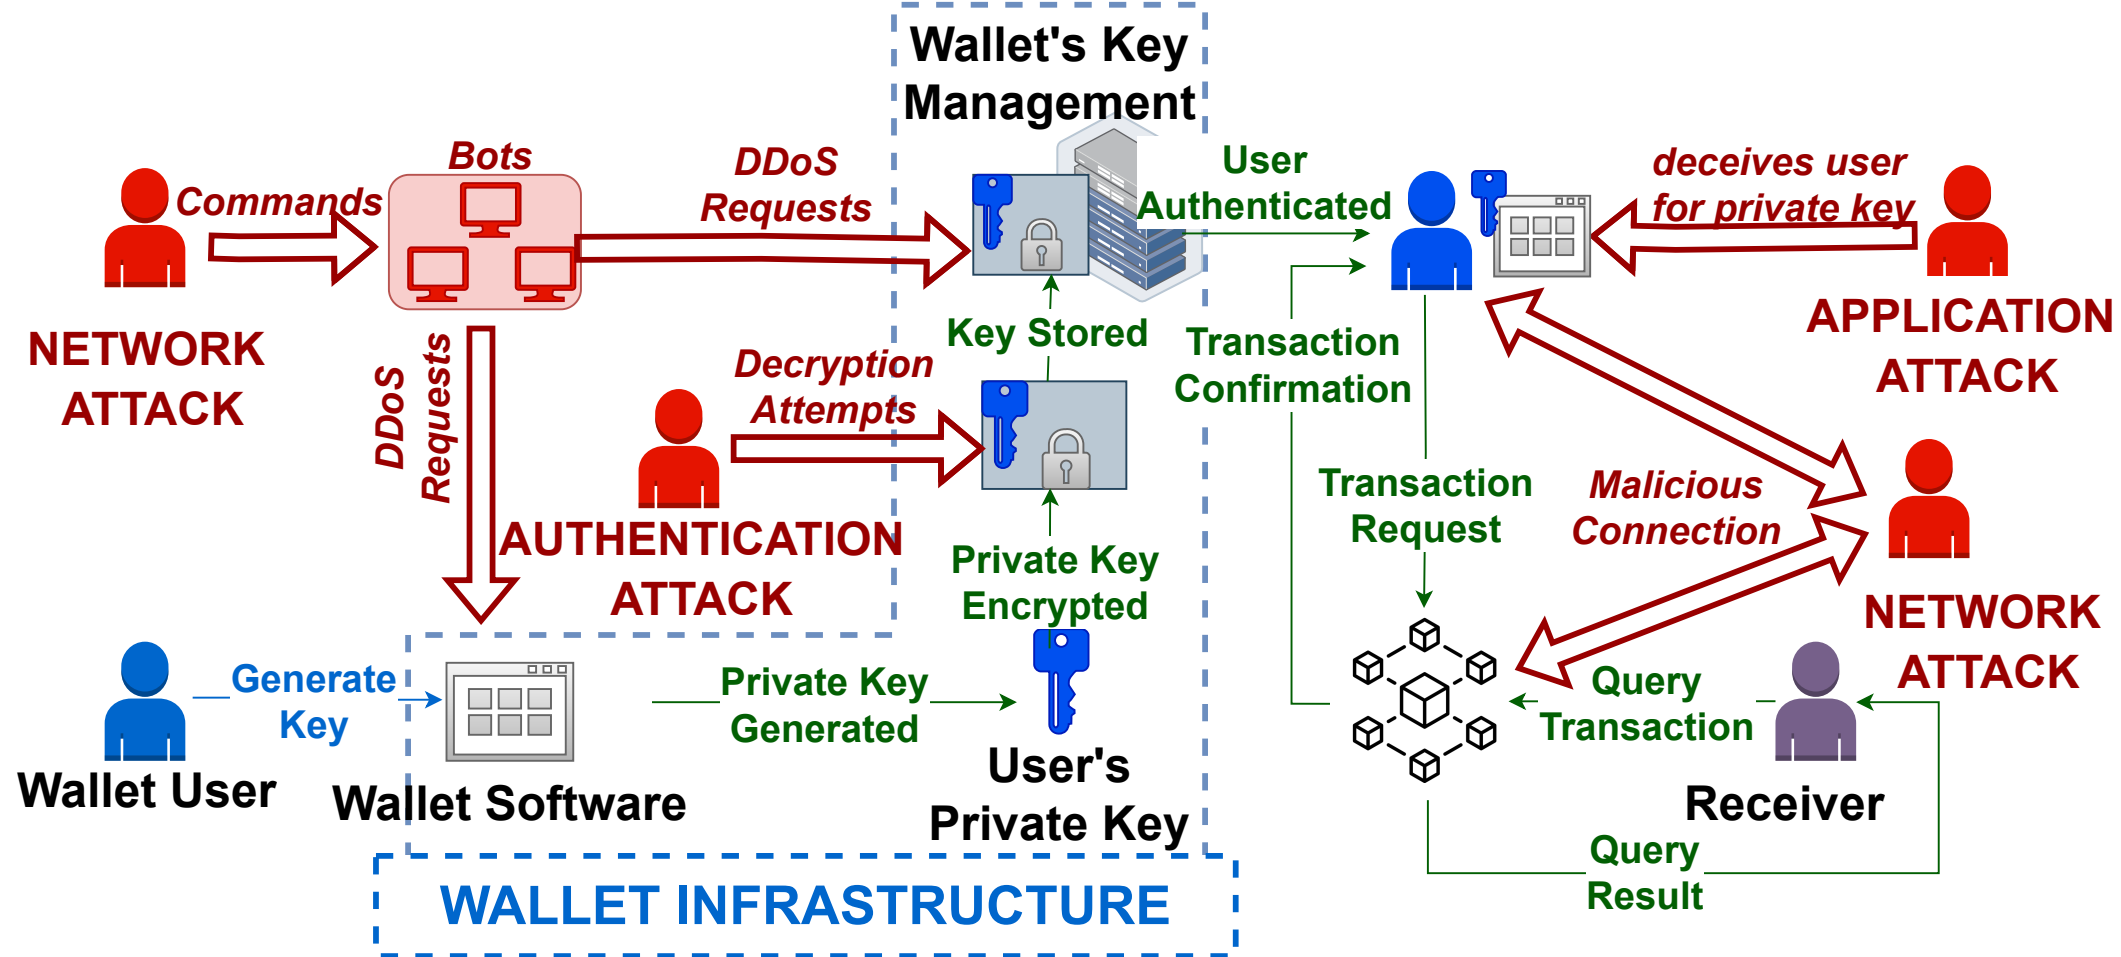 Wallet's Key
Management
Bots
Commands
DDoS
Requests
User
Authenticated
deceives user
for private key
NETWORK
ATTACK
DDoS
Requests
Decryption
Attempts
Key Stored
Transaction
Confirmation
APPLICATION
ATTACK
AUTHENTICATION
ATTACK
Private Key
Encrypted
Transaction
Request
Malicious
Connection
NETWORK
ATTACK
Generate
Key
Wallet User
Wallet Software
Private Key
Generated
User's
Private Key
Query
Transaction
Receiver
Query
Result
WALLET INFRASTRUCTURE